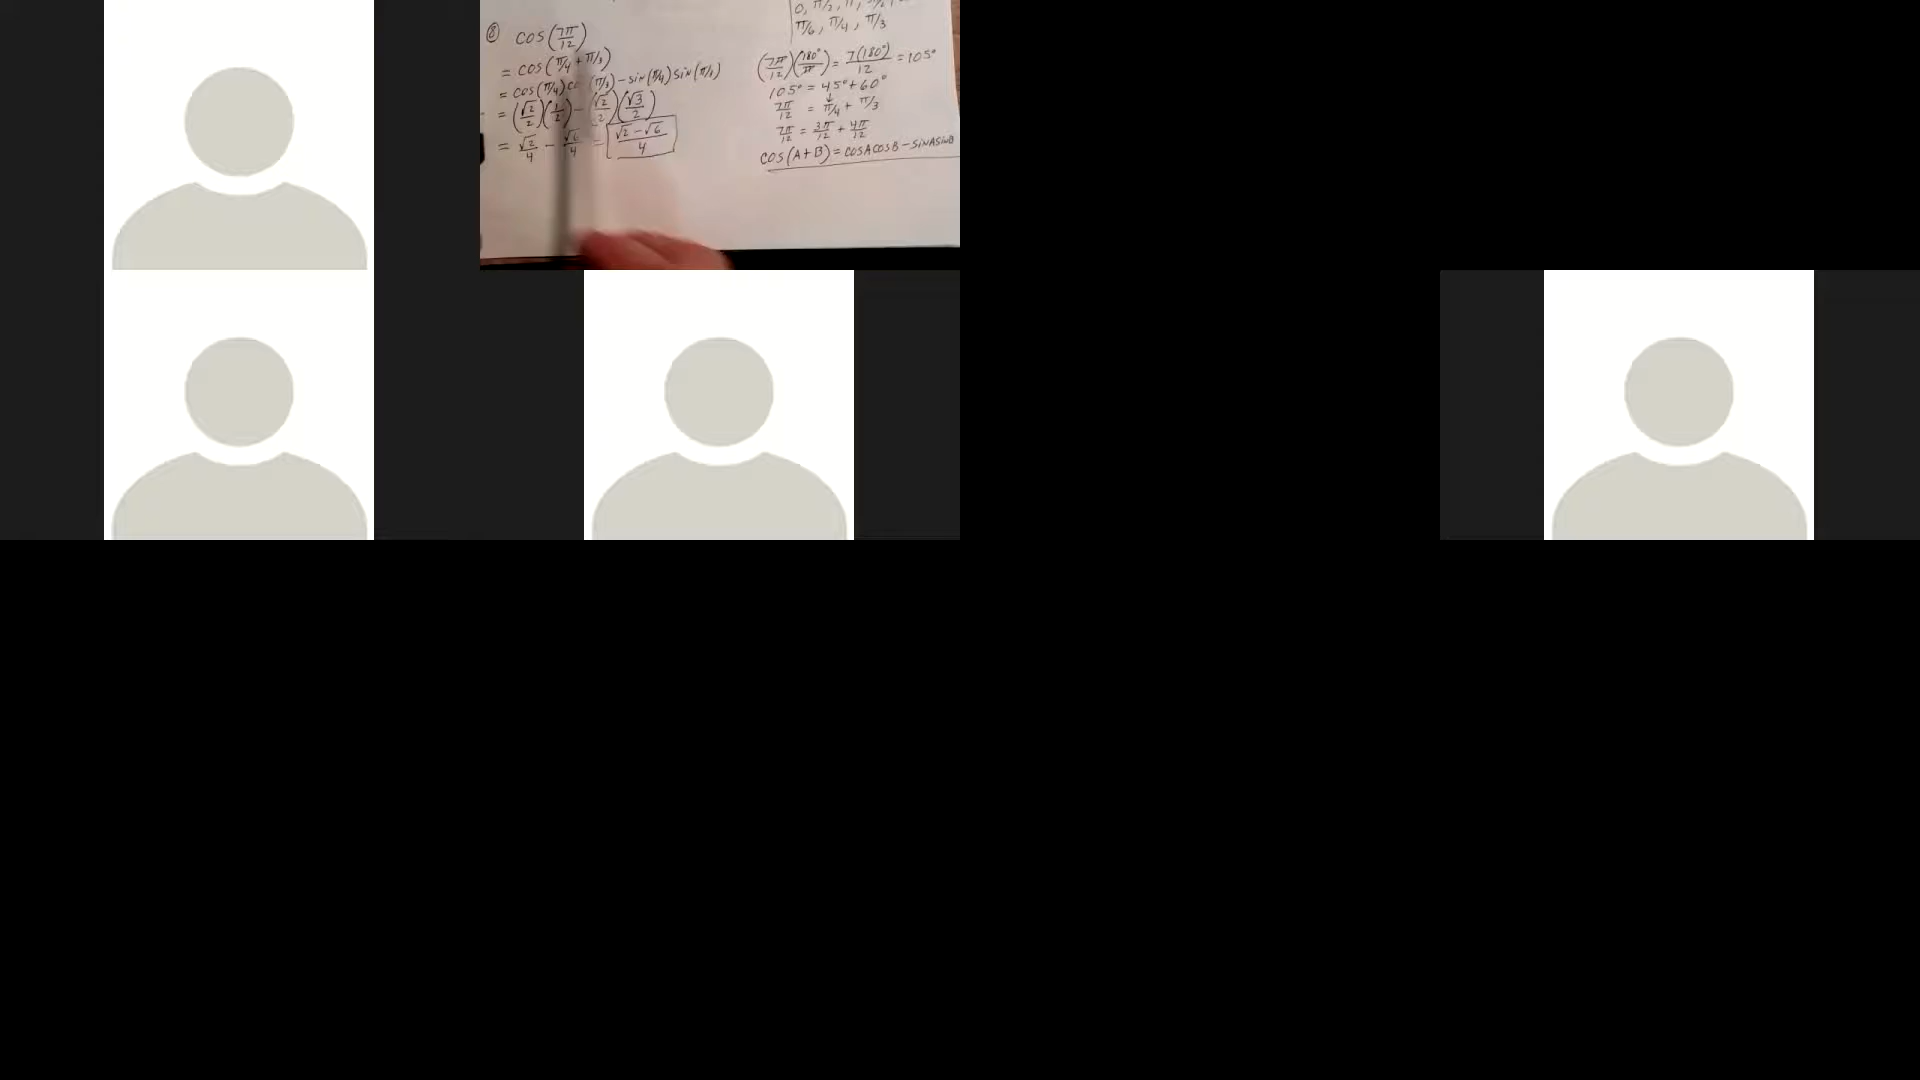 ⑧ cos(7π/12)
= cos(π/4 + π/3)
= cos(π/4) (π/3) - sin(π/4) sin(π/3)
= (√2/2)(1/2) - (√2/2)(√3/2)
= √2/4 - √6/4 = (√2 - √6)/4
0, π/2, π,
π/6, π/4, π/3
(7π/12)(180°/π) = 7(180°)/12 = 105°
105° = 45° + 60°
7π/12 = π/4 + π/3
7π/12 = 3π/12 + 4π/12
cos(A+B) = cosAcosB - sinAsinB